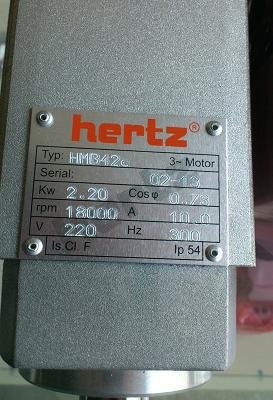 hertz®
Typ: HMB42c 3~ Motor
Serial: 02-13
Kw 2.20 Cosφ 0.73
rpm 18000 A 10.0
V 220 Hz 300
Is.Cl. F Ip 54